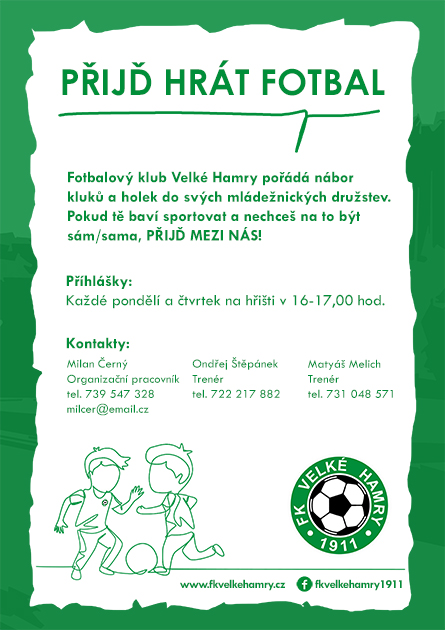 PŘIJĎ HRÁT FOTBAL
Fotbalový klub Velké Hamry pořádá nábor
kluků a holek do svých mládežnických družstev.
Pokud tě baví sportovat a nechceš na to být
sám/sama, PŘIJĎ MEZI NÁS!
Přihlášky:
Každé pondělí a čtvrtek na hřišti v 16-17,00 hod.
Kontakty:
Milan Černý
Organizační pracovník
tel. 739 547 328
milcer@email.cz
Ondřej Štěpánek
Trenér
tel. 722 217 882
Matyáš Melich
Trenér
tel. 731 048 571
FK VELKÉ HAMRY
• 1911 •
www.fkvelkehamry.cz
f fkvelkehamry1911